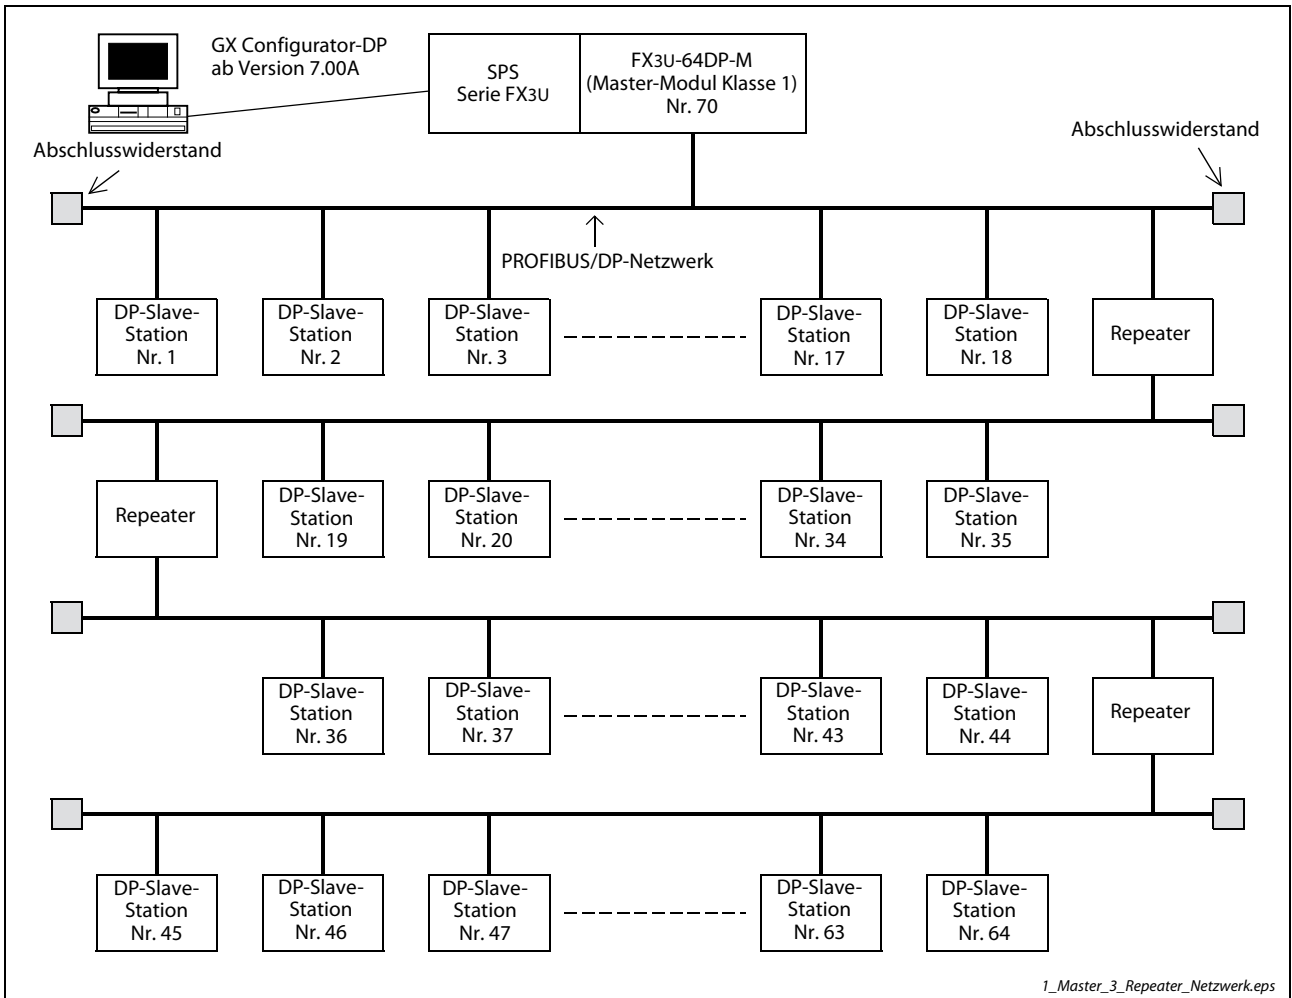 GX Configurator-DP
ab Version 7.00A
SPS
Serie FX3U
FX3U-64DP-M
(Master-Modul Klasse 1)
Nr. 70
Abschlusswiderstand
Abschlusswiderstand
PROFIBUS/DP-Netzwerk
DP-Slave-
Station
Nr. 1
DP-Slave-
Station
Nr. 2
DP-Slave-
Station
Nr. 3
DP-Slave-
Station
Nr. 17
DP-Slave-
Station
Nr. 18
Repeater
Repeater
DP-Slave-
Station
Nr. 19
DP-Slave-
Station
Nr. 20
DP-Slave-
Station
Nr. 34
DP-Slave-
Station
Nr. 35
DP-Slave-
Station
Nr. 36
DP-Slave-
Station
Nr. 37
DP-Slave-
Station
Nr. 43
DP-Slave-
Station
Nr. 44
Repeater
DP-Slave-
Station
Nr. 45
DP-Slave-
Station
Nr. 46
DP-Slave-
Station
Nr. 47
DP-Slave-
Station
Nr. 63
DP-Slave-
Station
Nr. 64
1_Master_3_Repeater_Netzwerk.eps